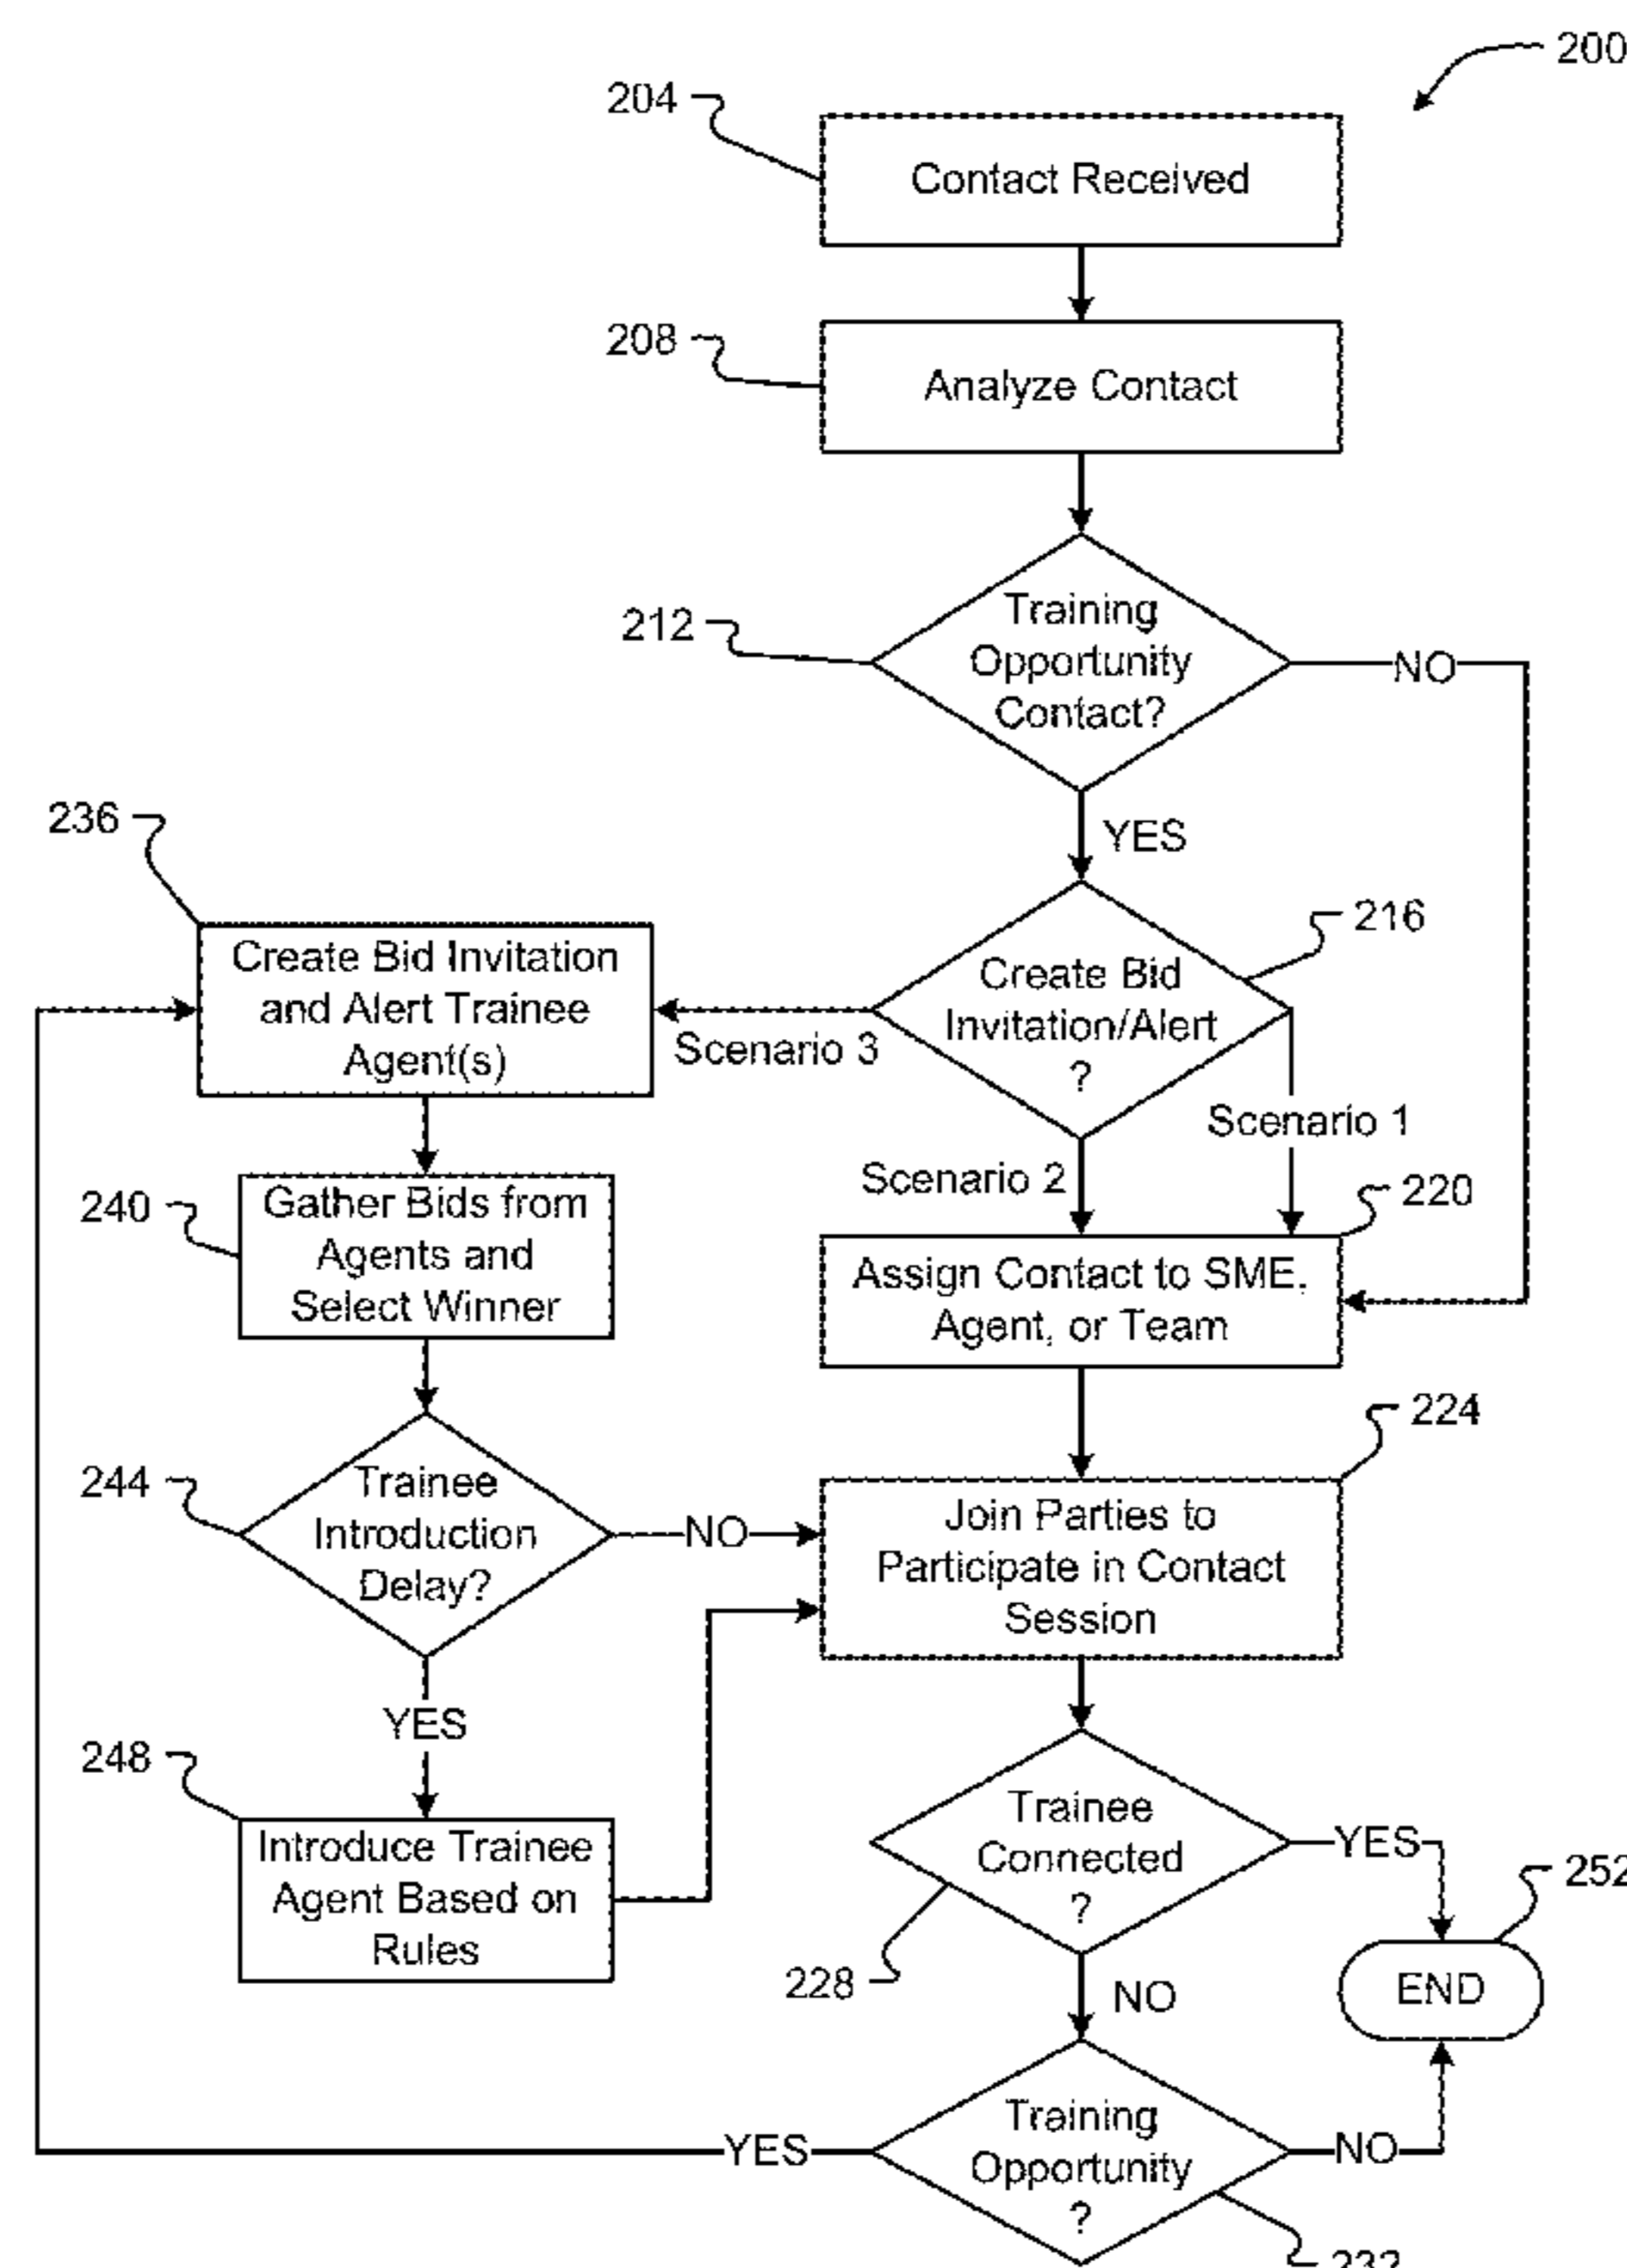 200
204
Contact Received
208
Analyze Contact
212
Training
Opportunity
Contact?
NO
YES
236
216
Create Bid Invitation
and Alert Trainee
Agent(s)
Create Bid
Invitation/Alert
?
Scenario 3
Scenario 1
Scenario 2
240
220
Gather Bids from
Agents and
Select Winner
Assign Contact to SME,
Agent, or Team
224
244
Trainee
Introduction
Delay?
NO
Join Parties to
Participate in Contact
Session
YES
248
Introduce Trainee
Agent Based on
Rules
Trainee
Connected
?
YES
252
228
NO
END
Training
Opportunity
?
YES
NO
232